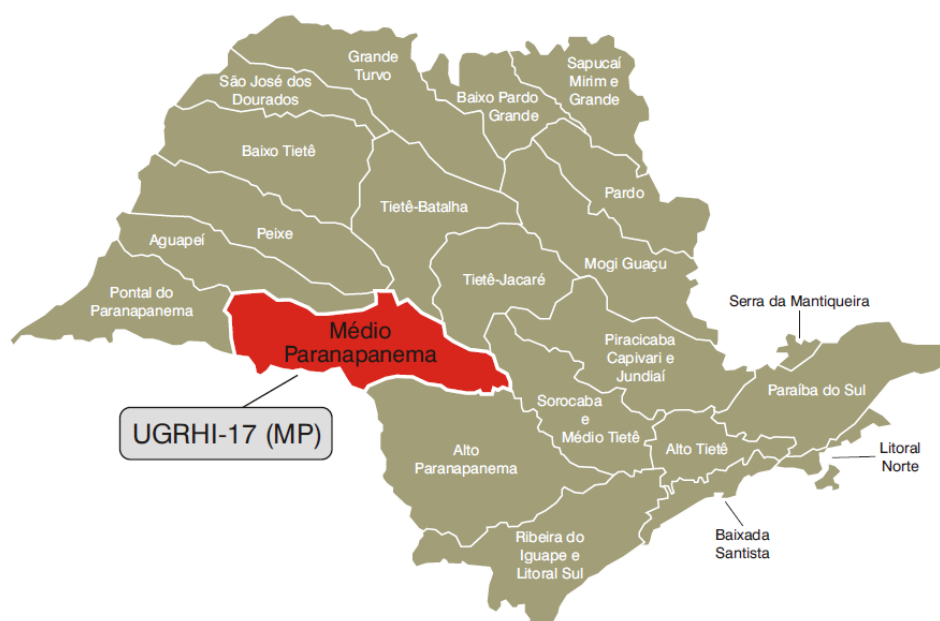 Grande
Turvo
Sapucaí
Mirim e
Grande
São José dos
Dourados
Baixo Pardo
Grande
Baixo Tietê
Pardo
Tietê-Batalha
Peixe
Aguapeí
Mogi Guaçu
Tietê-Jacaré
Pontal do
Paranapanema
Serra da Mantiqueira
Médio
Paranapanema
Piracicaba
Capivari e
Jundiaí
Paraíba do Sul
Sorocaba
e
Médio Tietê
UGRHI-17 (MP)
Alto Tietê
Litoral
Norte
Alto
Paranapanema
Baixada
Santista
Ribeira do
Iguape e
Litoral Sul